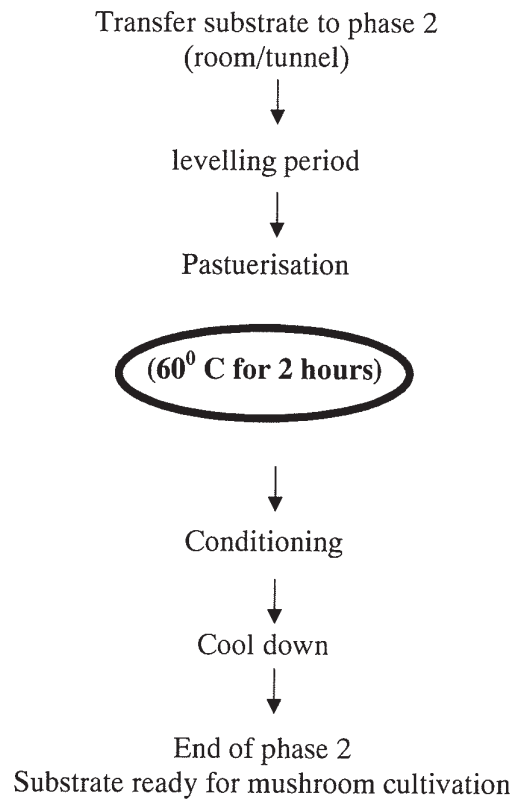 Transfer substrate to phase 2
(room/tunnel)
levelling period
Pastuerisation
(60⁰ C for 2 hours)
Conditioning
Cool down
End of phase 2
Substrate ready for mushroom cultivation